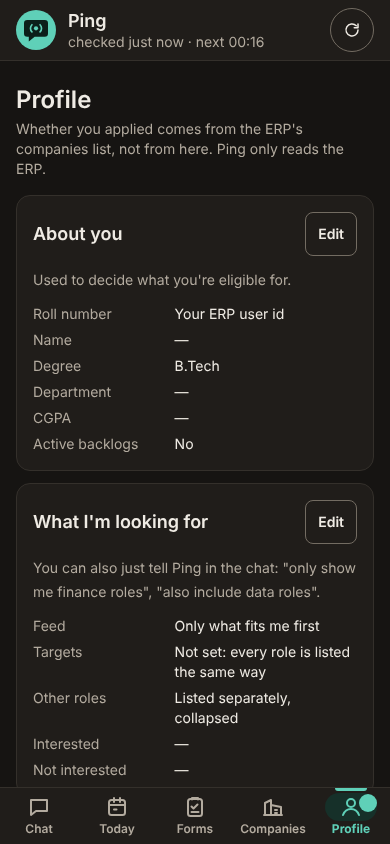 Ping
checked just now · next 00:16
Profile
Whether you applied comes from the ERP's
companies list, not from here. Ping only reads the
ERP.
About you
Edit
Used to decide what you're eligible for.
Roll number Your ERP user id
Name —
Degree B.Tech
Department —
CGPA —
Active backlogs No
What I'm looking for
Edit
You can also just tell Ping in the chat: "only show
me finance roles", "also include data roles".
Feed Only what fits me first
Targets Not set: every role is listed
the same way
Other roles Listed separately,
collapsed
Interested —
Not interested —
Chat Today Forms Companies Profile